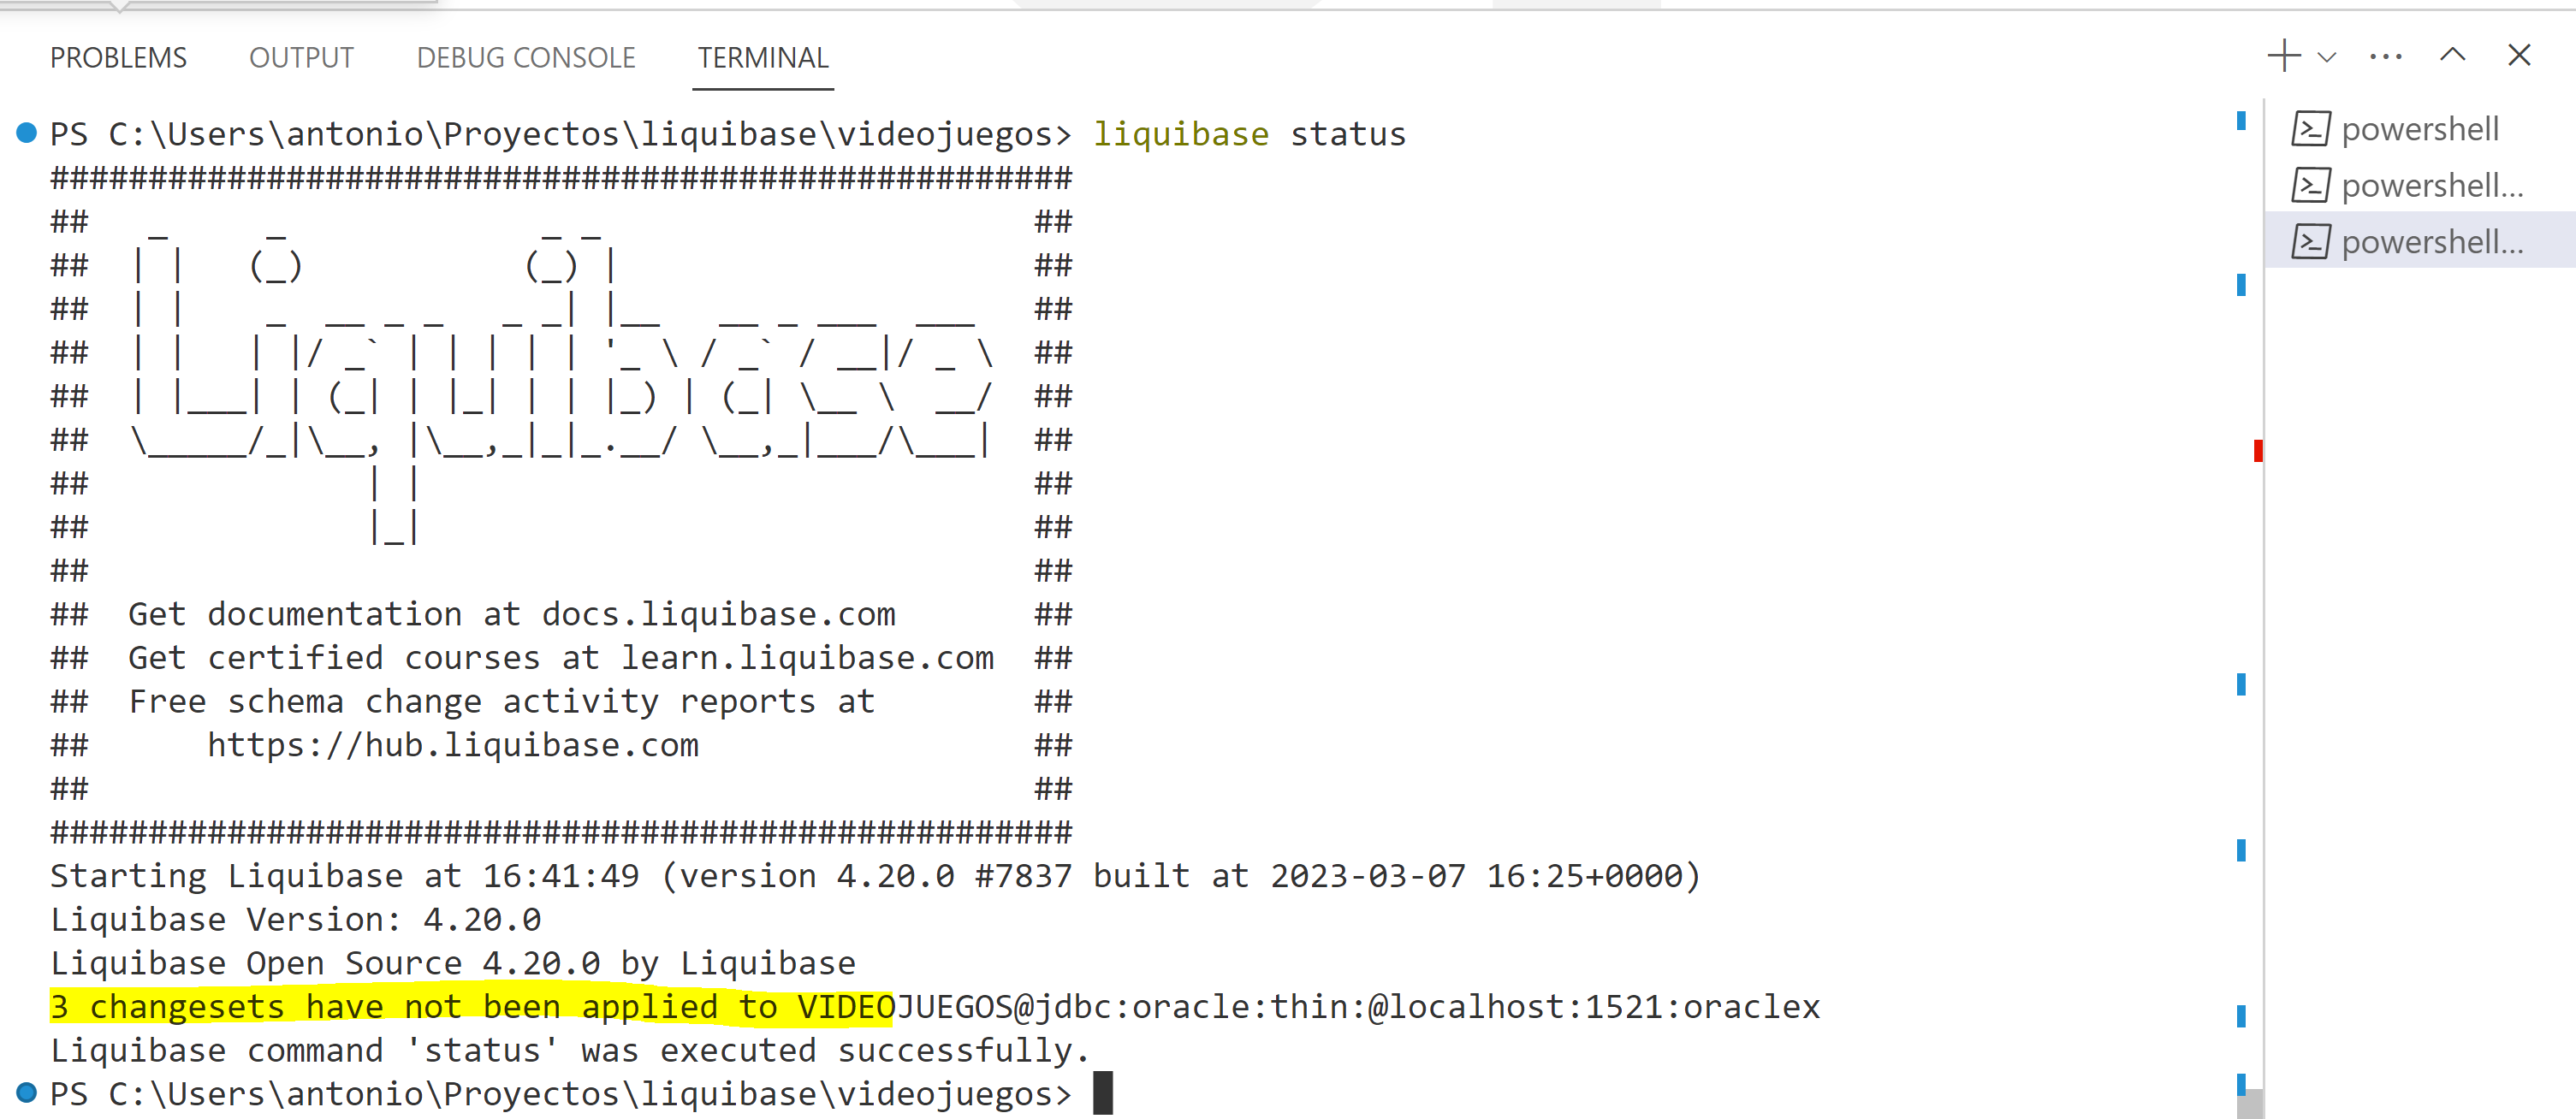 PROBLEMS OUTPUT DEBUG CONSOLE TERMINAL
PS C:\Users\antonio\Proyectos\liquibase\videojuegos> liquibase status
####################################################
##   _     _             _ _                      ##
##  | |   (_)           (_) |                     ##
##  | |    _  __ _ _   _ _| |__   __ _ ___  ___   ##
##  | |   | |/ _` | | | | | '_ \ / _` / __|/ _ \  ##
##  | |___| | (_| | |_| | | |_) | (_| \__ \  __/  ##
##  \_____/_|\__, |\__,_|_|_.__/ \__,_|___/\___|  ##
##              | |                               ##
##              |_|                               ##
##                                                ##
##  Get documentation at docs.liquibase.com       ##
##  Get certified courses at learn.liquibase.com  ##
##  Free schema change activity reports at        ##
##      https://hub.liquibase.com                 ##
##                                                ##
####################################################
Starting Liquibase at 16:41:49 (version 4.20.0 #7837 built at 2023-03-07 16:25+0000)
Liquibase Version: 4.20.0
Liquibase Open Source 4.20.0 by Liquibase
3 changesets have not been applied to VIDEOJUEGOS@jdbc:oracle:thin:@localhost:1521:oraclex
Liquibase command 'status' was executed successfully.
PS C:\Users\antonio\Proyectos\liquibase\videojuegos>
powershell
powershell...
powershell...